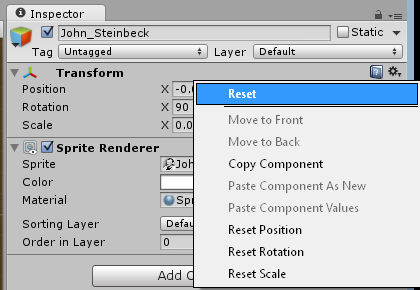 Inspector
John_Steinbeck Static
Tag Untagged Layer Default
Transform
Position X -0.0
Rotation X 90
Scale X 0.0
Reset
Move to Front
Move to Back
Copy Component
Paste Component As New
Paste Component Values
Reset Position
Reset Rotation
Reset Scale
Sprite Renderer
Sprite Joh
Color
Material Spr
Sorting Layer Defau
Order in Layer 0
Add C